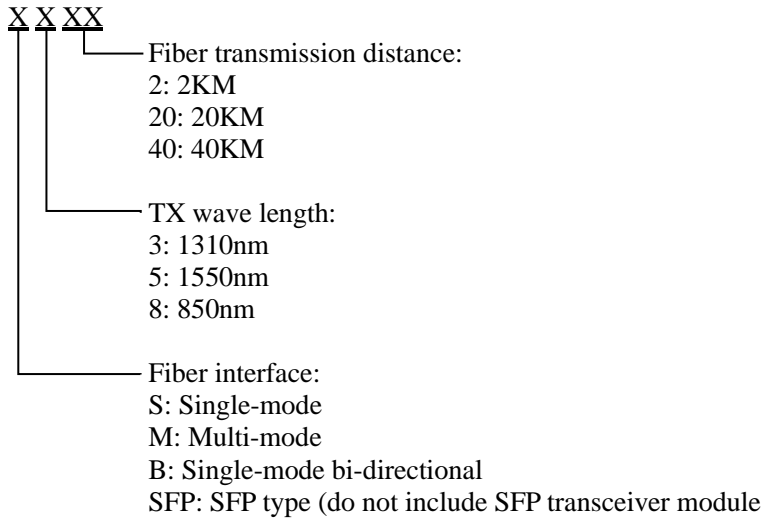 X X XX
Fiber transmission distance:
2: 2KM
20: 20KM
40: 40KM
TX wave length:
3: 1310nm
5: 1550nm
8: 850nm
Fiber interface:
S: Single-mode
M: Multi-mode
B: Single-mode bi-directional
SFP: SFP type (do not include SFP transceiver module